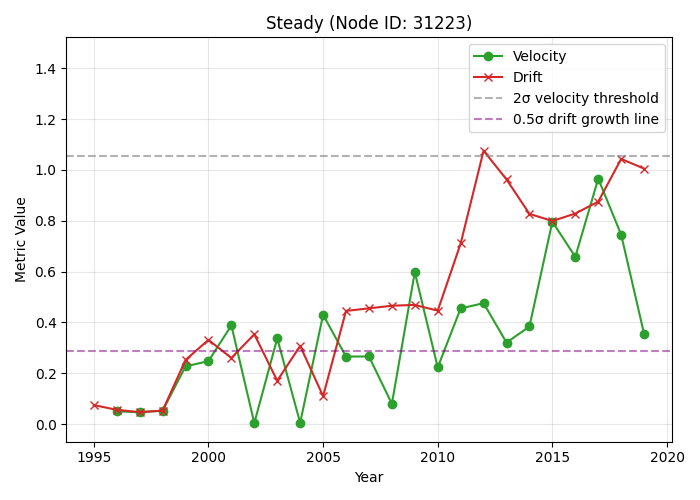 Steady (Node ID: 31223)
Velocity
Drift
2σ velocity threshold
0.5σ drift growth line
Metric Value
1.4
1.2
1.0
0.8
0.6
0.4
0.2
0.0
1995
2000
2005
2010
2015
2020
Year